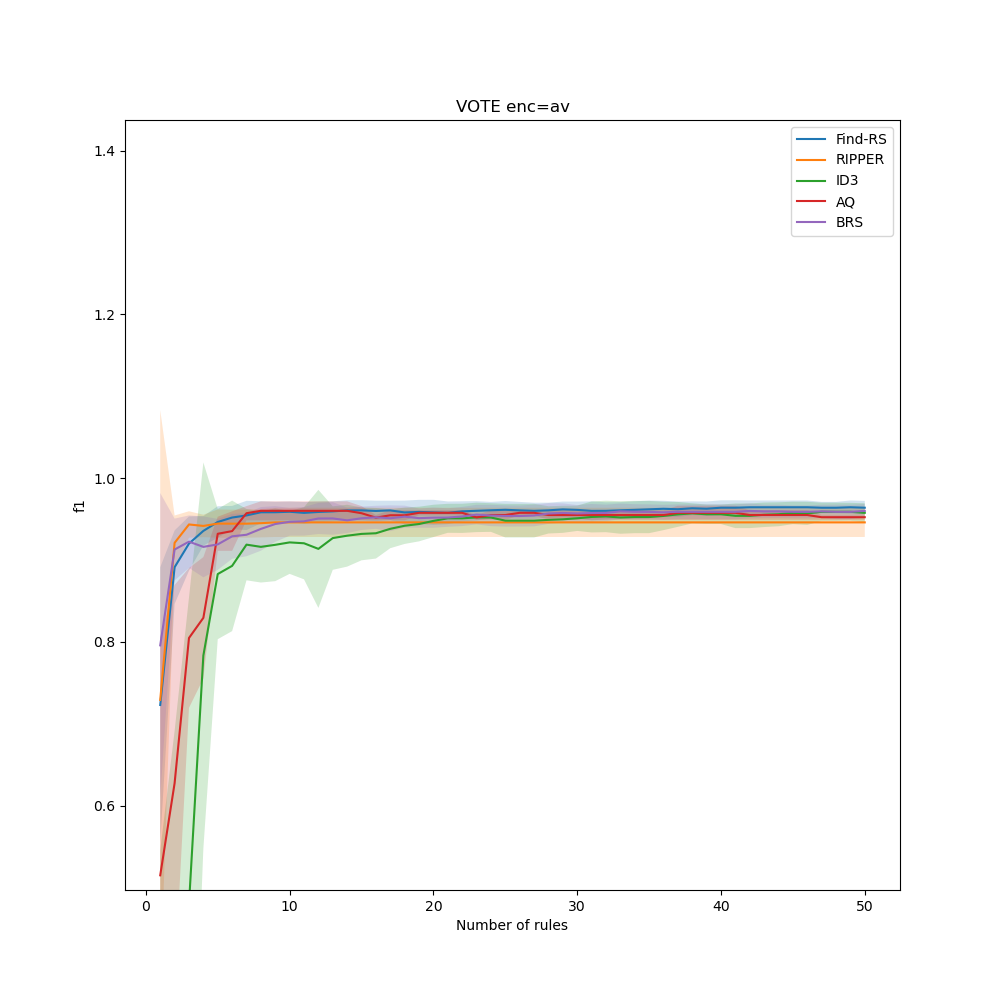 VOTE enc=av
f1
1.4
1.2
1.0
0.8
0.6
Find-RS
RIPPER
ID3
AQ
BRS
0 10 20 30 40 50
Number of rules